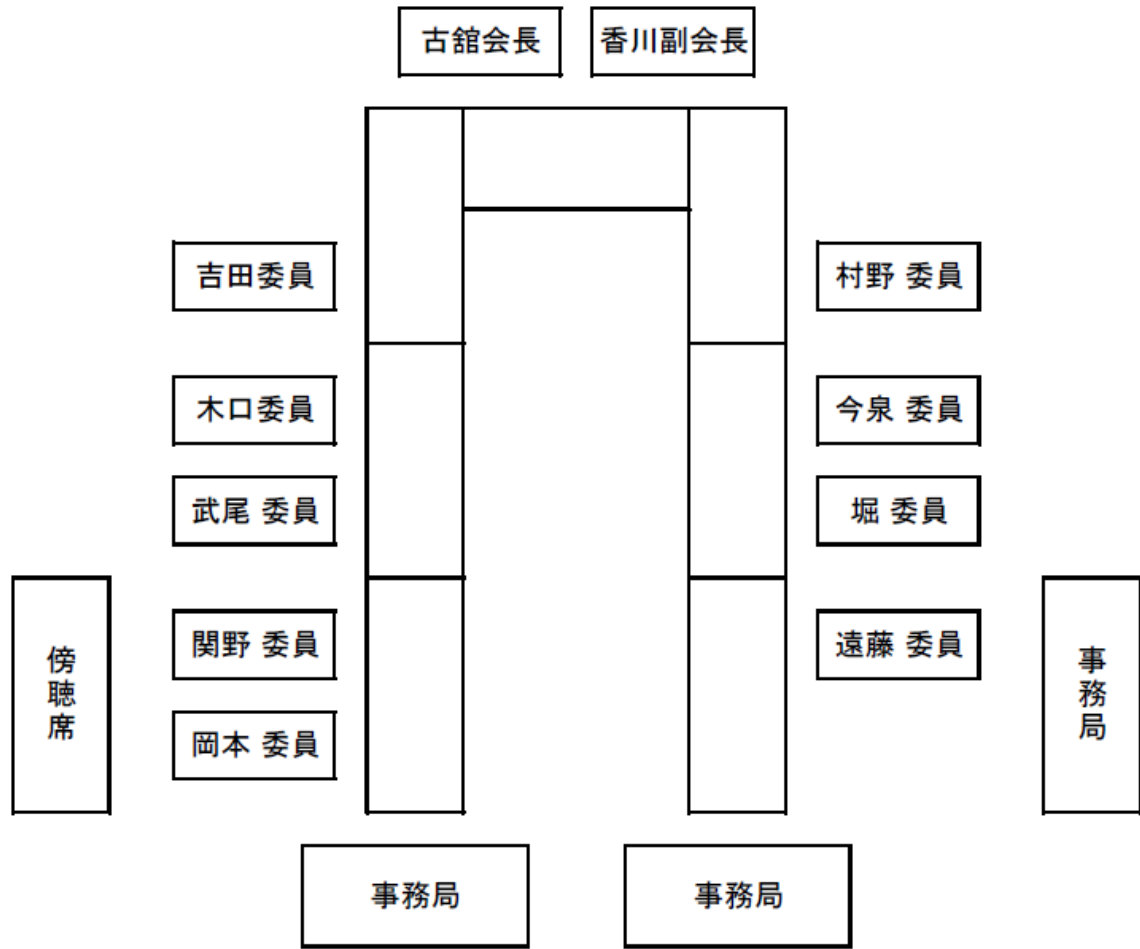 古舘会長 香川副会長
吉田委員 村野 委員
木口委員 今泉 委員
武尾 委員 堀 委員
関野 委員 遠藤 委員
傍聴席
事務局
岡本 委員
事務局 事務局